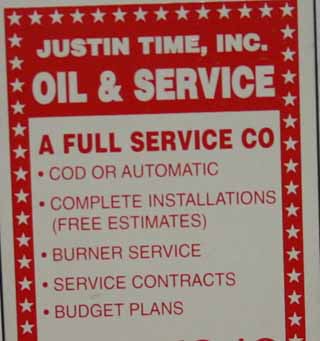 JUSTIN TIME, INC.
OIL & SERVICE
A FULL SERVICE CO
• COD OR AUTOMATIC
• COMPLETE INSTALLATIONS
(FREE ESTIMATES)
• BURNER SERVICE
• SERVICE CONTRACTS
• BUDGET PLANS